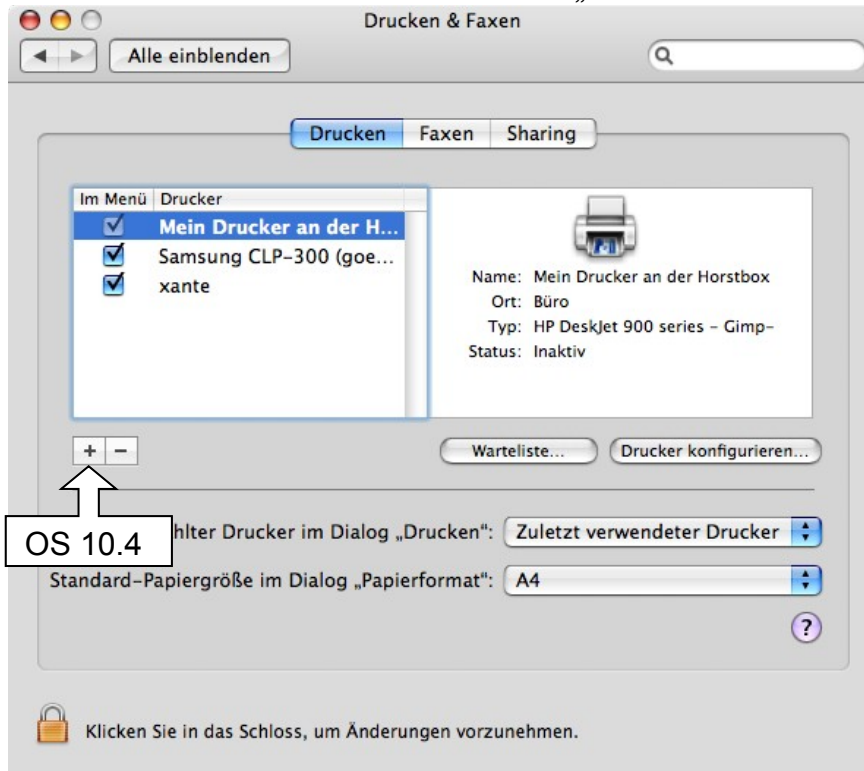 „
Drucken & Faxen
Alle einblenden
Drucken Faxen Sharing
Im Menü Drucker
Mein Drucker an der H...
Samsung CLP-300 (goe...
xante
Name: Mein Drucker an der Horstbox
Ort: Büro
Typ: HP DeskJet 900 series – Gimp-
Status: Inaktiv
+ −
Warteliste... Drucker konfigurieren...
OS 10.4
hlter Drucker im Dialog „Drucken“: Zuletzt verwendeter Drucker
Standard-Papiergröße im Dialog „Papierformat“: A4
?
Klicken Sie in das Schloss, um Änderungen vorzunehmen.